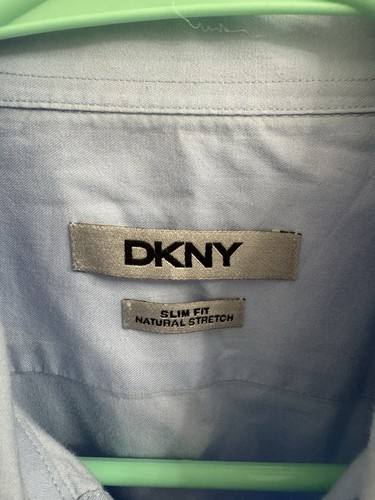 DKNY
SLIM FIT
NATURAL STRETCH